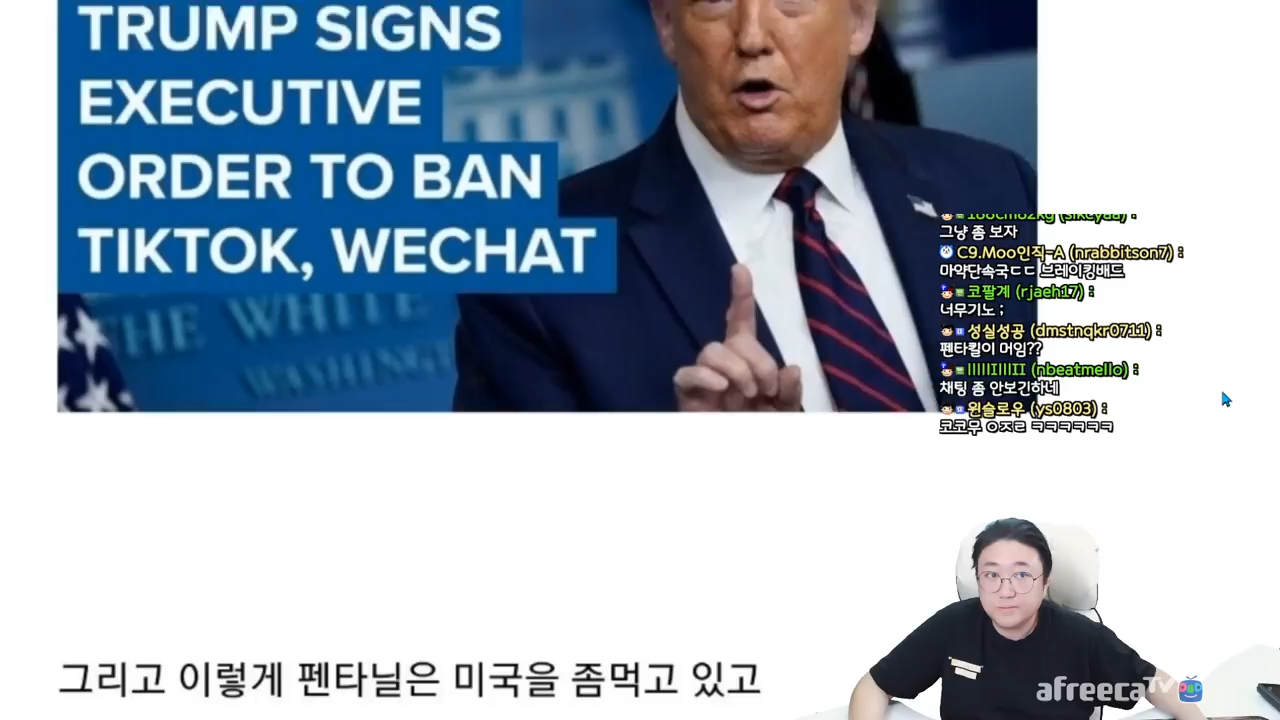 TRUMP SIGNS
EXECUTIVE
ORDER TO BAN
TIKTOK, WECHAT
THE WHITE
WASHINGTON
그냥 좀 보자
C9.Moo인직-A (nrabbitson7) :
마약단속국ㄷㄷ 브레이킹배드
코팔계 (rjaeh17) :
너무기노 ;
성실성공 (dmstnqkr0711) :
펜타킬이 머임??
(nbeatmello) :
채팅 좀 안보긴하네
윈슬로우 (ys0803) :
코코무 ㅇㅈㄹ ㅋㅋㅋㅋㅋㅋ
그리고 이렇게 펜타닐은 미국을 좀먹고 있고
afreecaTV